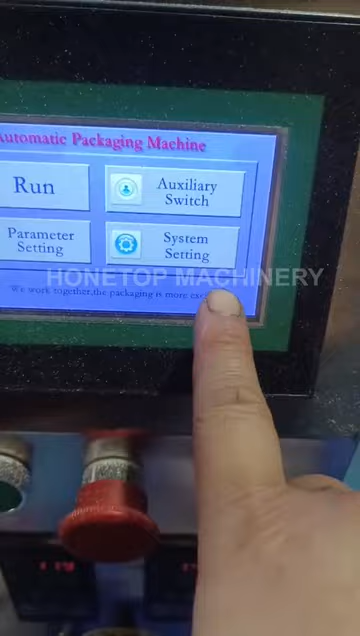 Automatic Packaging Machine
Run
Auxiliary
Switch
Parameter
Setting
System
Setting
HONETOP MACHINERY
We work together,the packaging is more